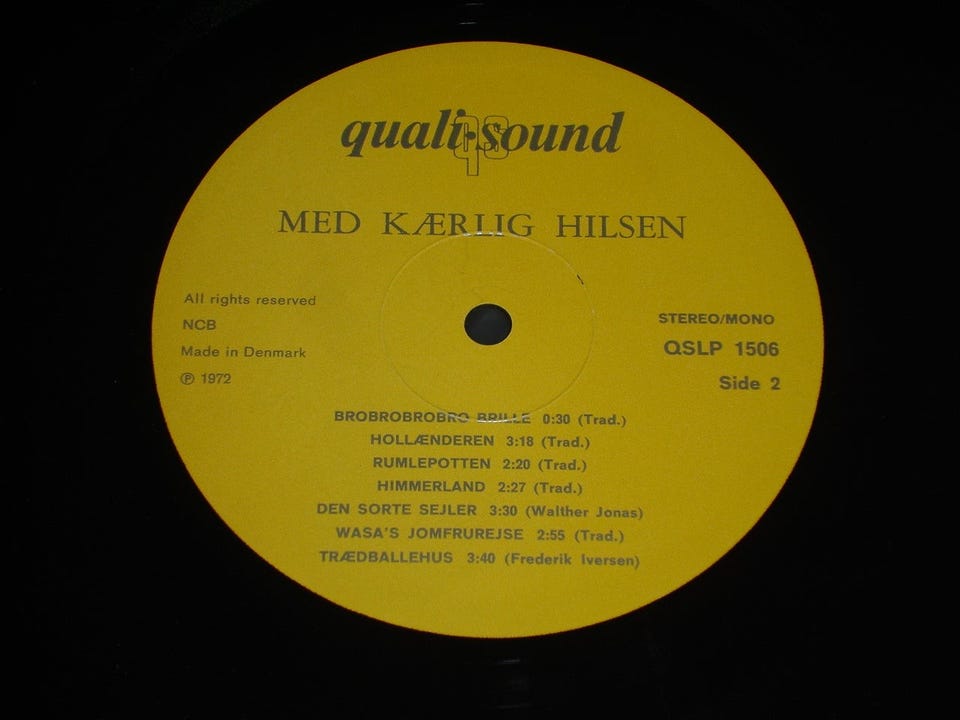 quali-sound
qs
MED KÆRLIG HILSEN
All rights reserved
NCB
Made in Denmark
Ⓟ 1972
STEREO/MONO
QSLP 1506
Side 2
BROBROBROBRO BRILLE 0:30 (Trad.)
HOLLÆNDEREN 3:18 (Trad.)
RUMLEPOTTEN 2:20 (Trad.)
HIMMERLAND 2:27 (Trad.)
DEN SORTE SEJLER 3:30 (Walther Jonas)
WASA'S JOMFRUREJSE 2:55 (Trad.)
TRÆDBALLEHUS 3:40 (Frederik Iversen)